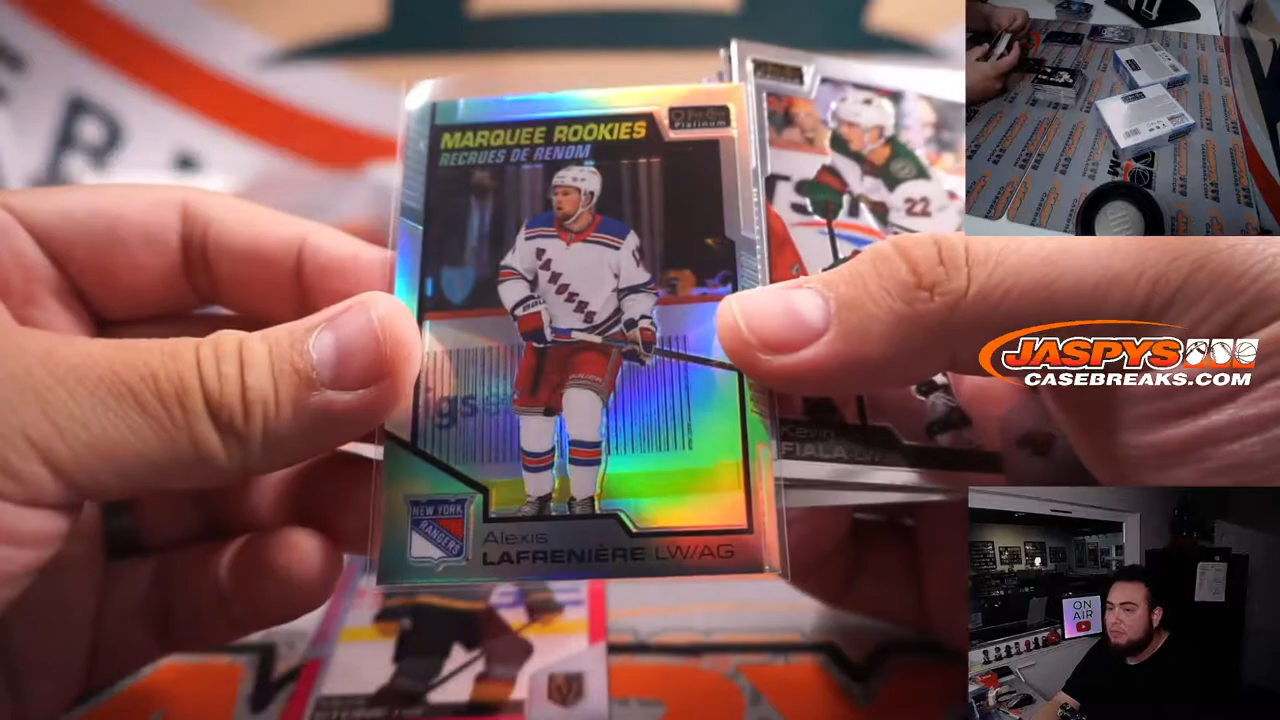 MARQUEE ROOKIES
RECRUES DE RENOM
O-Pee-Chee
Platinum
RANGERS
NEW YORK
RANGERS
Alexis
LAFRENIÈRE LW/AG
22
Kevin
FIALA
JASPYS
CASEBREAKS.COM
ON
AIR